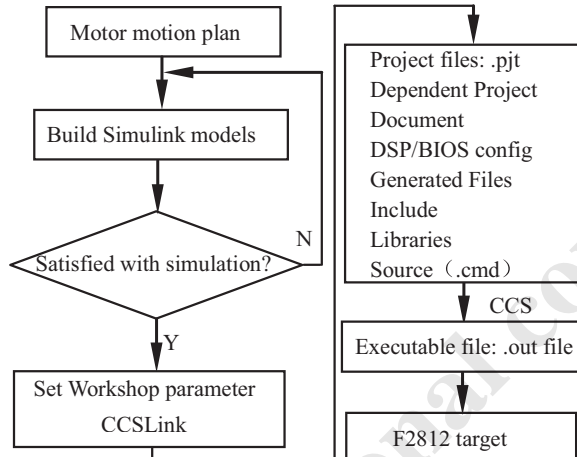 Motor motion plan
Build Simulink models
Satisfied with simulation?
N
Y
Set Workshop parameter
CCSLink
Project files: .pjt
Dependent Project
Document
DSP/BIOS config
Generated Files
Include
Libraries
Source（.cmd）
CCS
Executable file: .out file
F2812 target